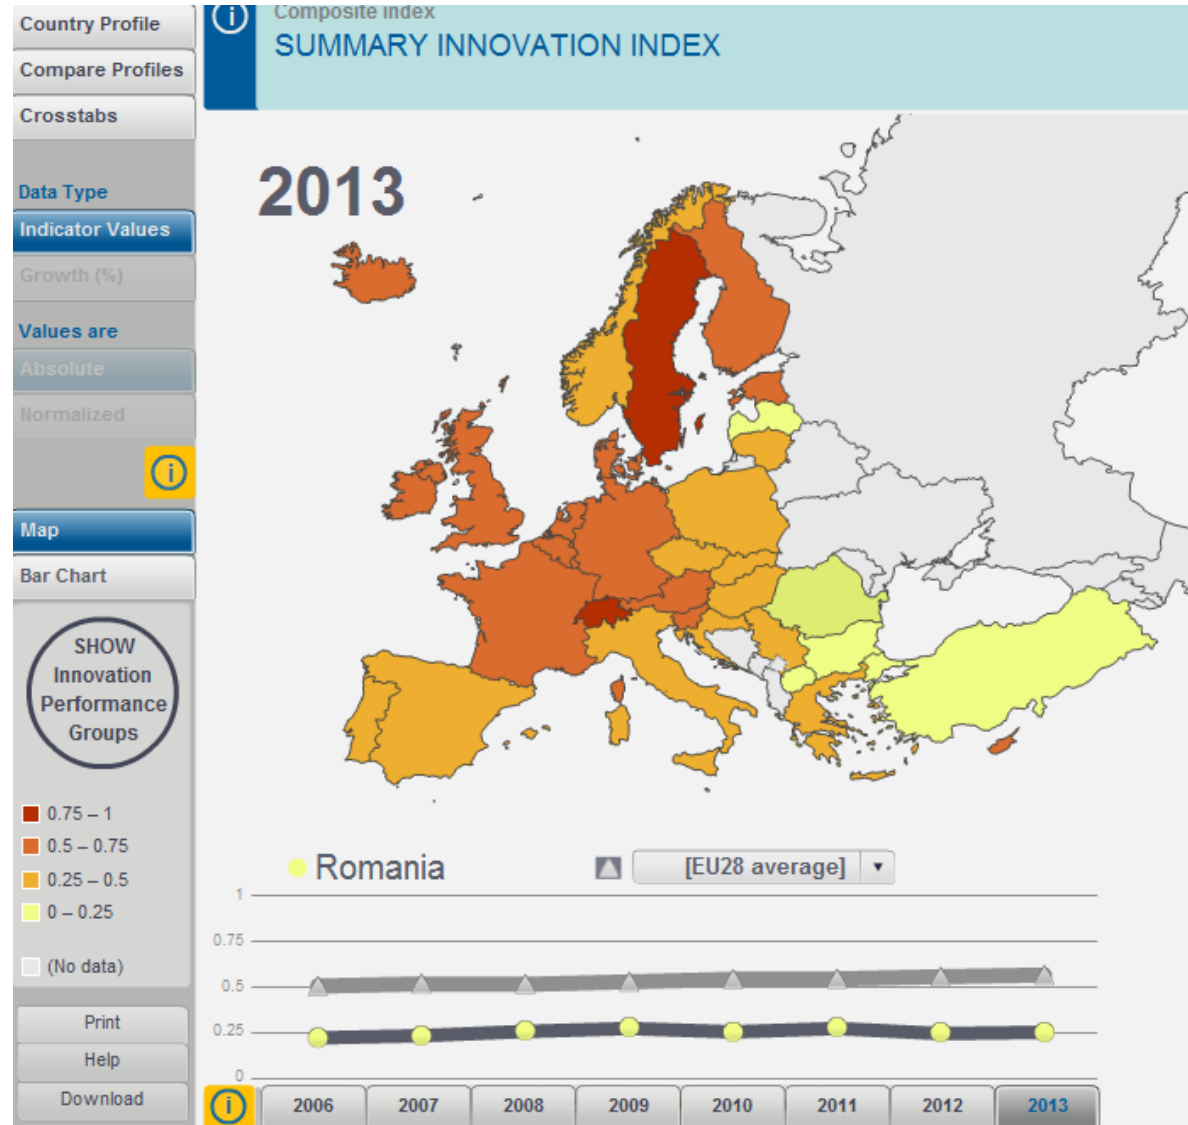 Country Profile
Compare Profiles
Crosstabs
Data Type
Indicator Values
Growth (%)
Values are
Absolute
Normalized
i
Map
Bar Chart
SHOW
Innovation
Performance
Groups
0.75 – 1
0.5 – 0.75
0.25 – 0.5
0 – 0.25
(No data)
Print
Help
Download
i
Composite index
SUMMARY INNOVATION INDEX
2013
Romania
[EU28 average]
1
0.75
0.5
0.25
0
i
2006 2007 2008 2009 2010 2011 2012 2013